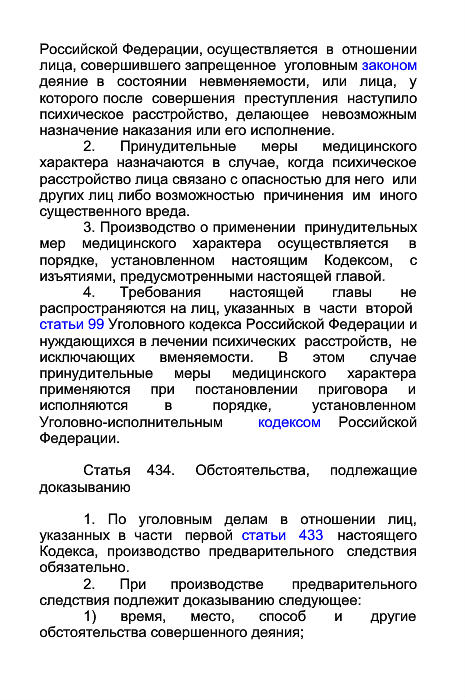 Российской Федерации, осуществляется в отношении
лица, совершившего запрещенное уголовным законом
деяние в состоянии невменяемости, или лица, у
которого после совершения преступления наступило
психическое расстройство, делающее невозможным
назначение наказания или его исполнение.
2. Принудительные меры медицинского
характера назначаются в случае, когда психическое
расстройство лица связано с опасностью для него или
других лиц либо возможностью причинения им иного
существенного вреда.
3. Производство о применении принудительных
мер медицинского характера осуществляется в
порядке, установленном настоящим Кодексом, с
изъятиями, предусмотренными настоящей главой.
4. Требования настоящей главы не
распространяются на лиц, указанных в части второй
статьи 99 Уголовного кодекса Российской Федерации и
нуждающихся в лечении психических расстройств, не
исключающих вменяемости. В этом случае
принудительные меры медицинского характера
применяются при постановлении приговора и
исполняются в порядке, установленном
Уголовно-исполнительным кодексом Российской
Федерации.
Статья 434. Обстоятельства, подлежащие
доказыванию
1. По уголовным делам в отношении лиц,
указанных в части первой статьи 433 настоящего
Кодекса, производство предварительного следствия
обязательно.
2. При производстве предварительного
следствия подлежит доказыванию следующее:
1) время, место, способ и другие
обстоятельства совершенного деяния;